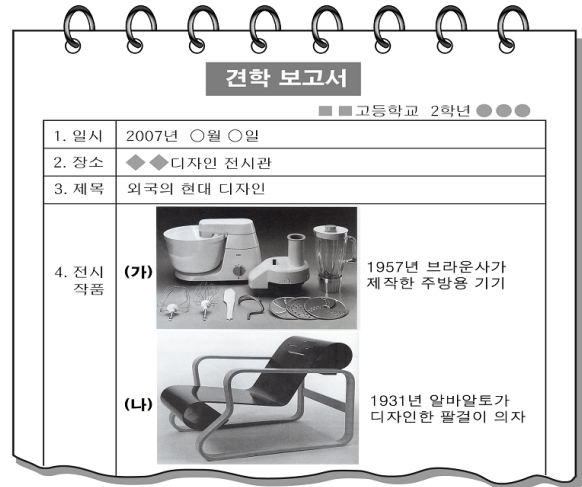 견학 보고서
■ ■고등학교 2학년 ●●●
1. 일시 2007년 ○월 ○일
2. 장소 ◆ ◆디자인 전시관
3. 제목 외국의 현대 디자인
4. 전시
작품
(가)
1957년 브라운사가
제작한 주방용 기기
(나)
1931년 알바알토가
디자인한 팔걸이 의자